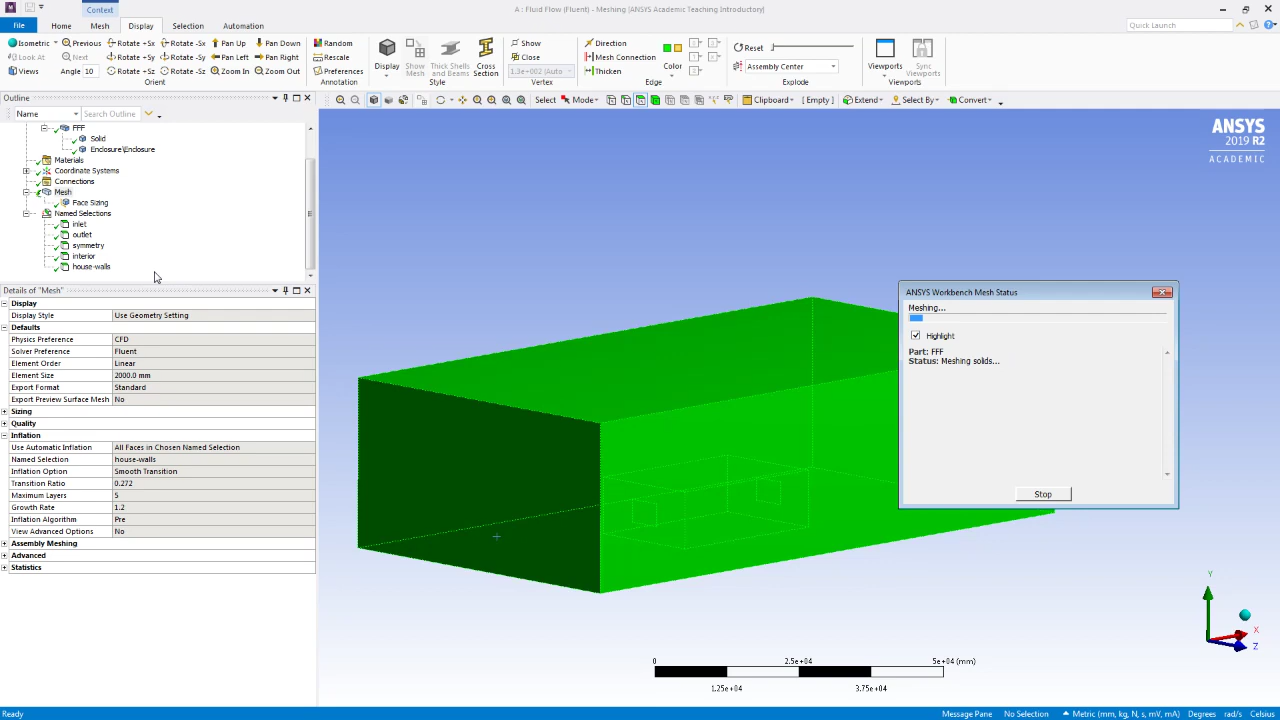 Context
A : Fluid Flow (Fluent) - Meshing [ANSYS Academic Teaching Introductory]
File Home Mesh Display Selection Automation Quick Launch
Isometric Previous Rotate +Sx Rotate -Sx Pan Up Pan Down Random Show Direction Reset
Look At Next Rotate +Sy Rotate -Sy Pan Left Pan Right Rescale Close Mesh Connection Assembly Center
Views Angle 10 Rotate +Sz Rotate -Sz Zoom In Zoom Out Preferences 1.3e+002 (Auto Thicken
Display Show Mesh Thick Shells and Beams Cross Section Color Viewports Sync Viewports
Orient Annotation Style Vertex Edge Explode Viewports
Outline
Name Search Outline
Select Mode Clipboard [ Empty ] Extend Select By Convert
FFF
Solid
Enclosure\Enclosure
Materials
Coordinate Systems
Connections
Mesh
Face Sizing
Named Selections
inlet
outlet
symmetry
interior
house-walls
Details of "Mesh"
Display
Display Style Use Geometry Setting
Defaults
Physics Preference CFD
Solver Preference Fluent
Element Order Linear
Element Size 2000.0 mm
Export Format Standard
Export Preview Surface Mesh No
Sizing
Quality
Inflation
Use Automatic Inflation All Faces in Chosen Named Selection
Named Selection house-walls
Inflation Option Smooth Transition
Transition Ratio 0.272
Maximum Layers 5
Growth Rate 1.2
Inflation Algorithm Pre
View Advanced Options No
Assembly Meshing
Advanced
Statistics
ANSYS
2019 R2
ACADEMIC
ANSYS Workbench Mesh Status
Meshing...
Highlight
Part: FFF
Status: Meshing solids...
Stop
Y
X
Z
0 2.5e+04 5e+04 (mm)
1.25e+04 3.75e+04
Ready Message Pane No Selection Metric (mm, kg, N, s, mV, mA) Degrees rad/s Celsius